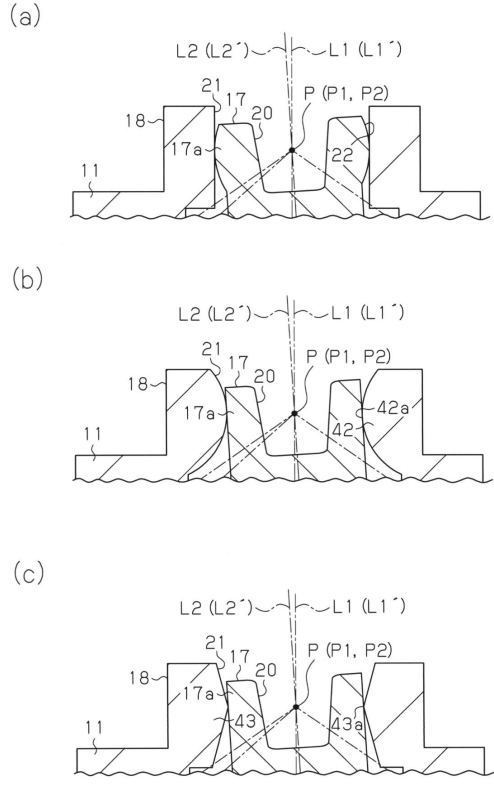 (a)
L2 (L2´) L1 (L1´)
21 17 20 P (P1, P2)
18
17a 22
11
(b)
L2 (L2´) L1 (L1´)
21 17 20 P (P1, P2)
18
17a 42 42a
11
(c)
L2 (L2´) L1 (L1´)
21 17 20 P (P1, P2)
18
17a 43 43a
11